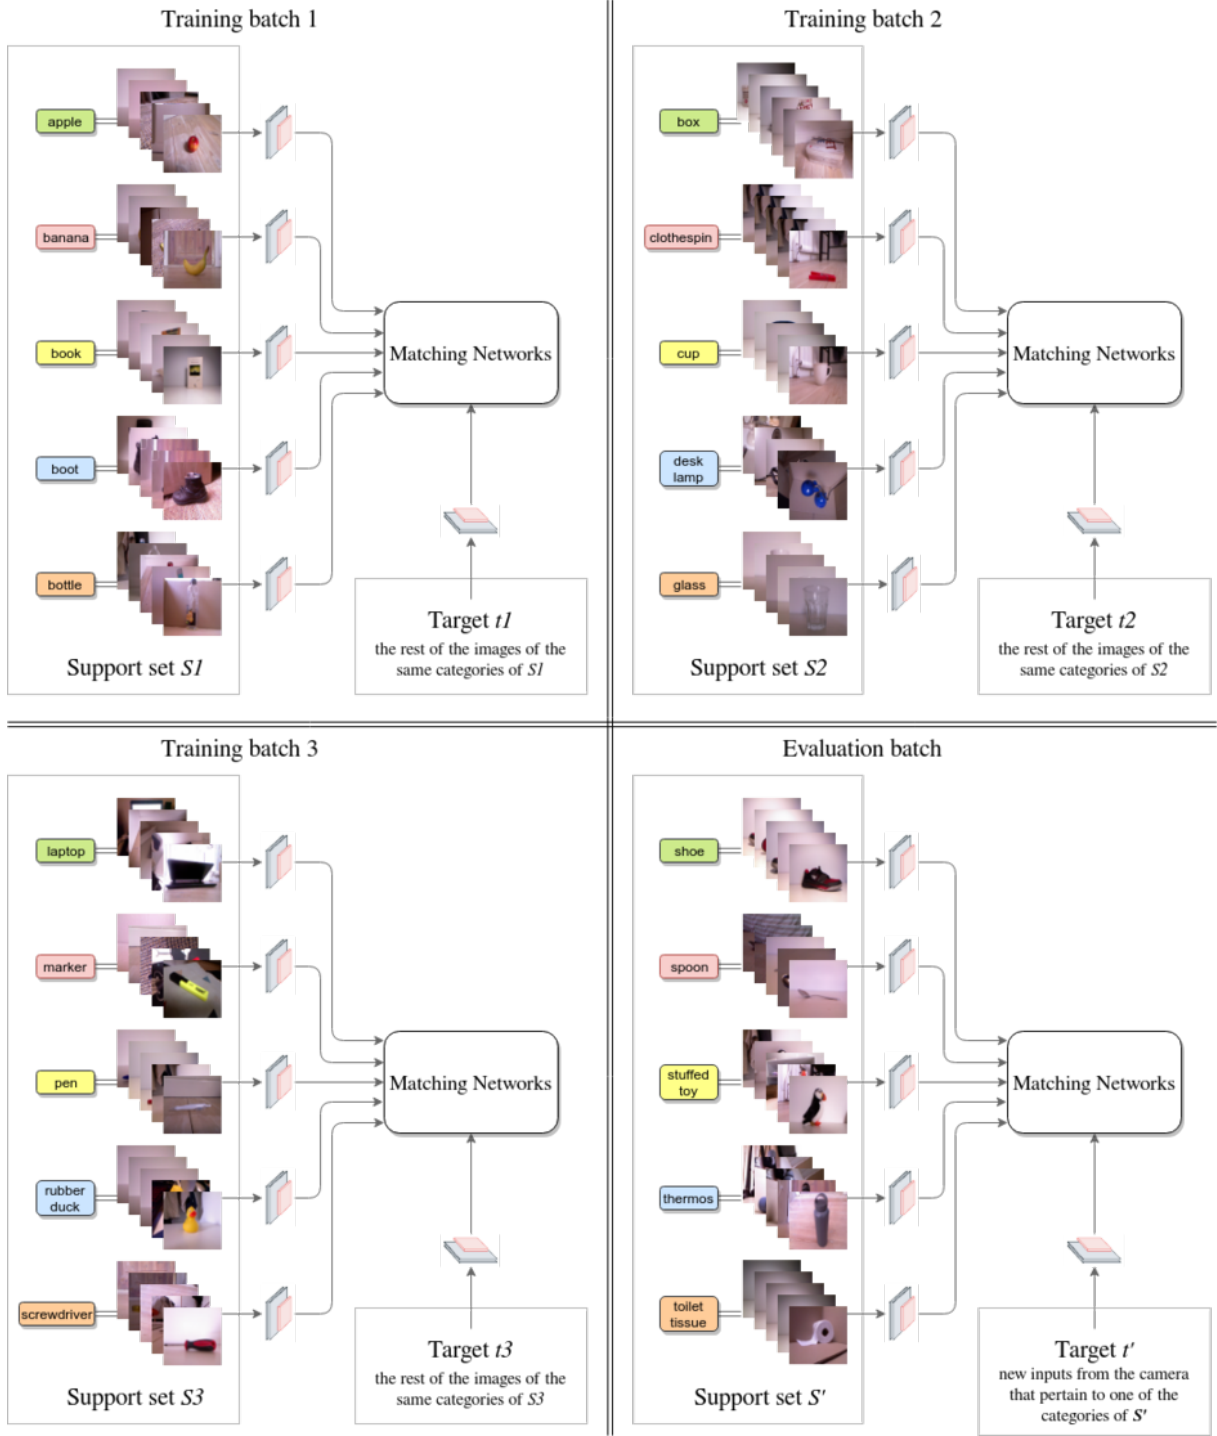 Training batch 1
apple
banana
book
boot
bottle
Support set S1
Matching Networks
Target t1
the rest of the images of the
same categories of S1
Training batch 2
box
clothespin
cup
desk
lamp
glass
Support set S2
Matching Networks
Target t2
the rest of the images of the
same categories of S2
Training batch 3
laptop
marker
pen
rubber
duck
screwdriver
Support set S3
Matching Networks
Target t3
the rest of the images of the
same categories of S3
Evaluation batch
shoe
spoon
stuffed
toy
thermos
toilet
tissue
Support set S'
Matching Networks
Target t'
new inputs from the camera
that pertain to one of the
categories of S'